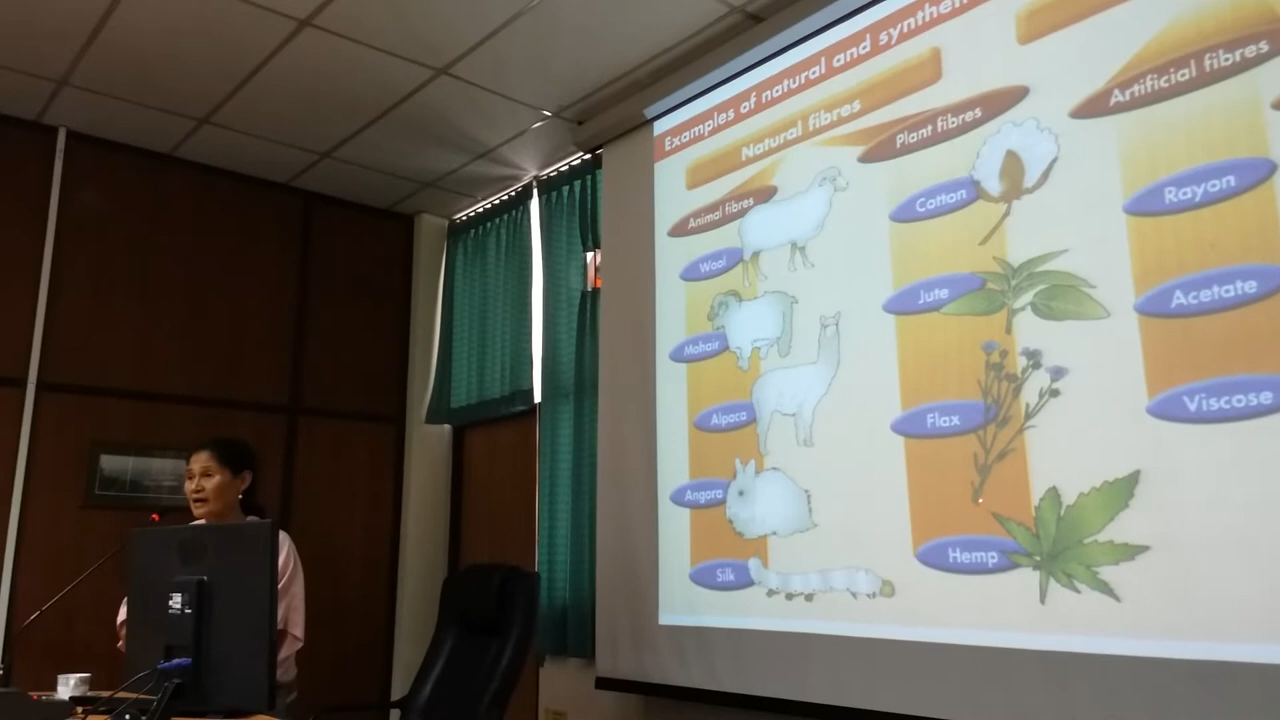 Examples of natural and
Natural fibres
Animal fibres
Wool
Mohair
Alpaca
Angora
Silk
Plant fibres
Cotton
Jute
Flax
Hemp
Artificial fibres
Rayon
Acetate
Viscose